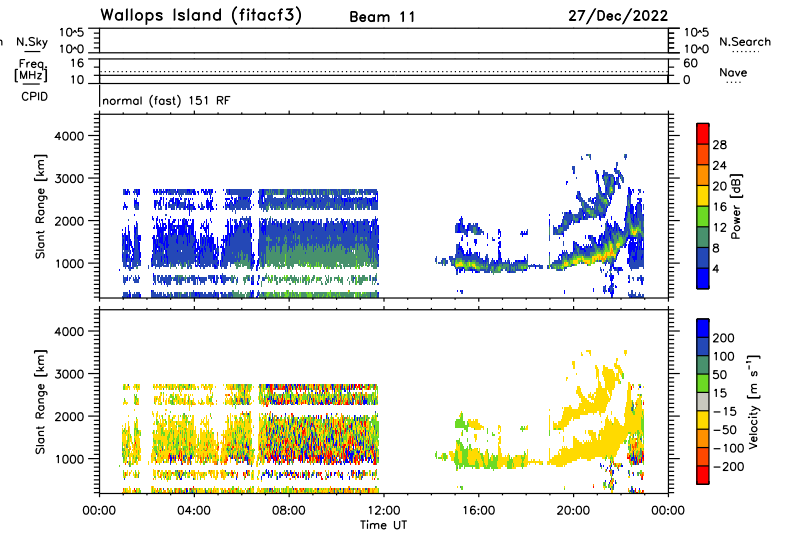 Wallops Island (fitacf3) Beam 11 27/Dec/2022
N.Sky 10^5 10^5 N.Search
10^0 10^0
Freq. 16 60
[MHz] 10 30 Nave
0
CPID normal (fast) 151 RF
Slant Range [km]
4000
3000
2000
1000
28
24
20
16
12
8
4
Power [dB]
Slant Range [km]
4000
3000
2000
1000
200
100
50
15
-15
-50
-100
-200
Velocity [m s⁻¹]
00:00 04:00 08:00 12:00 16:00 20:00 00:00
Time UT